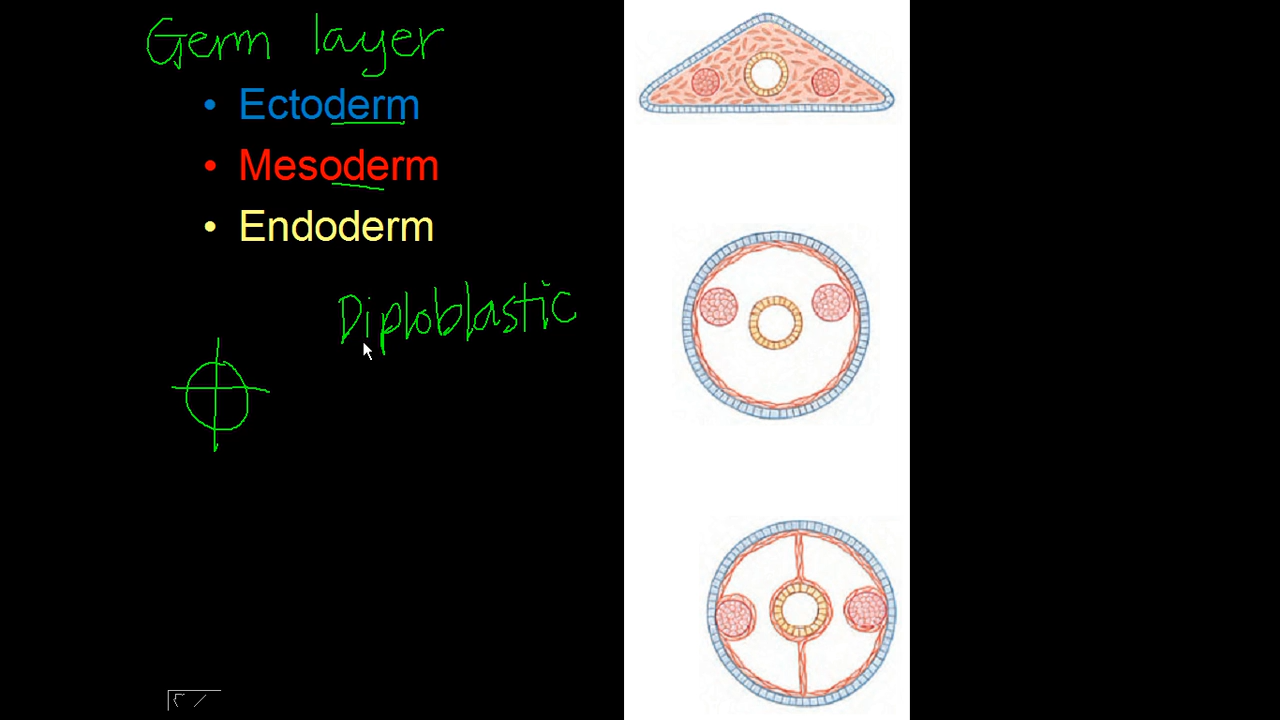 Germ layer
• Ectoderm
• Mesoderm
• Endoderm
Diploblastic